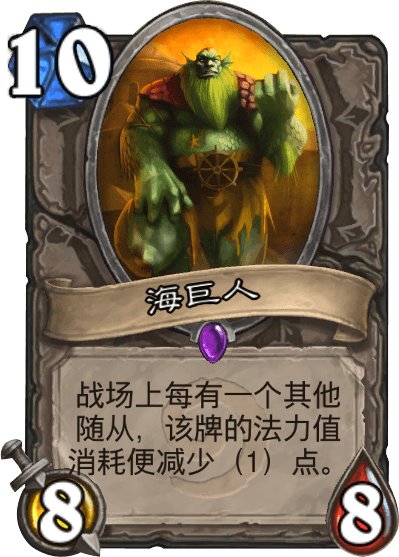 10
海巨人
战场上每有一个其他
随从，该牌的法力值
消耗便减少（1）点。
8
8